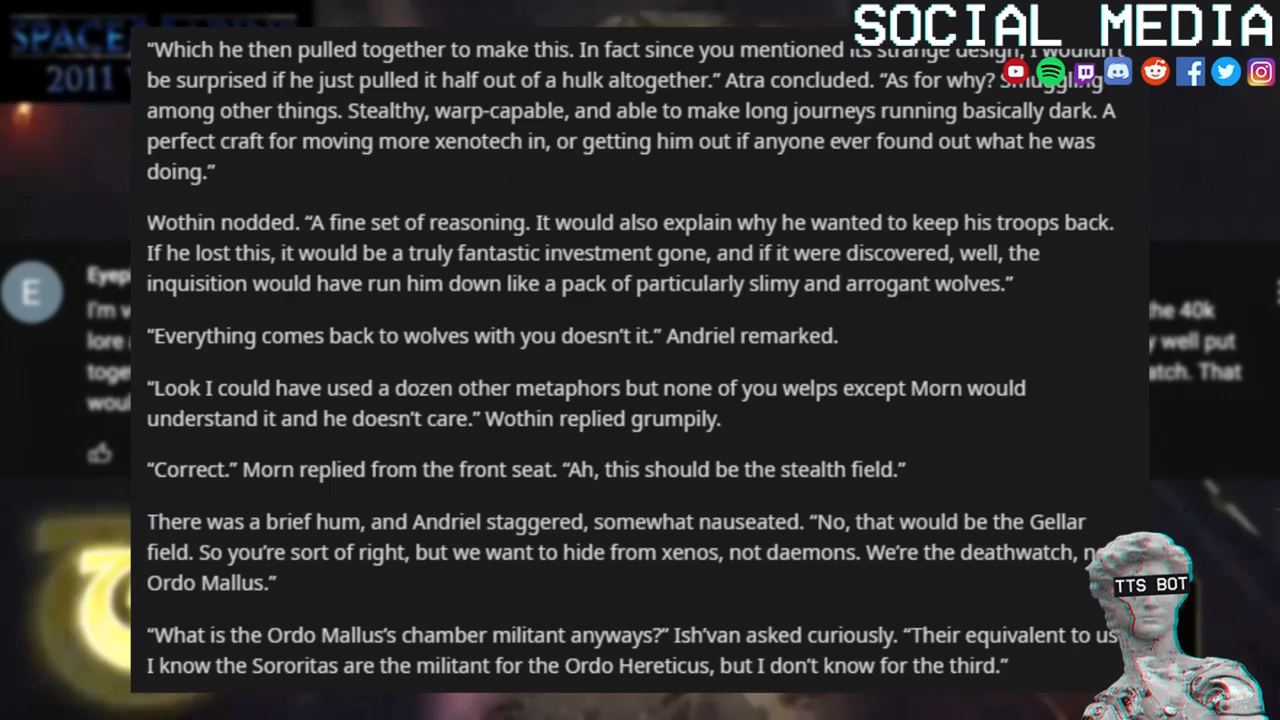 SOCIAL MEDIA
SPACE
2011
“Which he then pulled together to make this. In fact since you mentioned its strange design, I wouldn't
be surprised if he just pulled it half out of a hulk altogether.” Atra concluded. “As for why? Smuggling
among other things. Stealthy, warp-capable, and able to make long journeys running basically dark. A
perfect craft for moving more xenotech in, or getting him out if anyone ever found out what he was
doing.”
Wothin nodded. “A fine set of reasoning. It would also explain why he wanted to keep his troops back.
If he lost this, it would be a truly fantastic investment gone, and if it were discovered, well, the
inquisition would have run him down like a pack of particularly slimy and arrogant wolves.”
“Everything comes back to wolves with you doesn’t it.” Andriel remarked.
“Look I could have used a dozen other metaphors but none of you welps except Morn would
understand it and he doesn’t care.” Wothin replied grumpily.
“Correct.” Morn replied from the front seat. “Ah, this should be the stealth field.”
There was a brief hum, and Andriel staggered, somewhat nauseated. “No, that would be the Gellar
field. So you’re sort of right, but we want to hide from xenos, not daemons. We’re the deathwatch,
Ordo Mallus.”
“What is the Ordo Mallus’s chamber militant anyways?” Ish’van asked curiously. “Their equivalent to us
I know the Sororitas are the militant for the Ordo Hereticus, but I don’t know for the third.”
E
Eyep
I'm
lore
toge
wou
the 40k
well put
That
TTS BOT